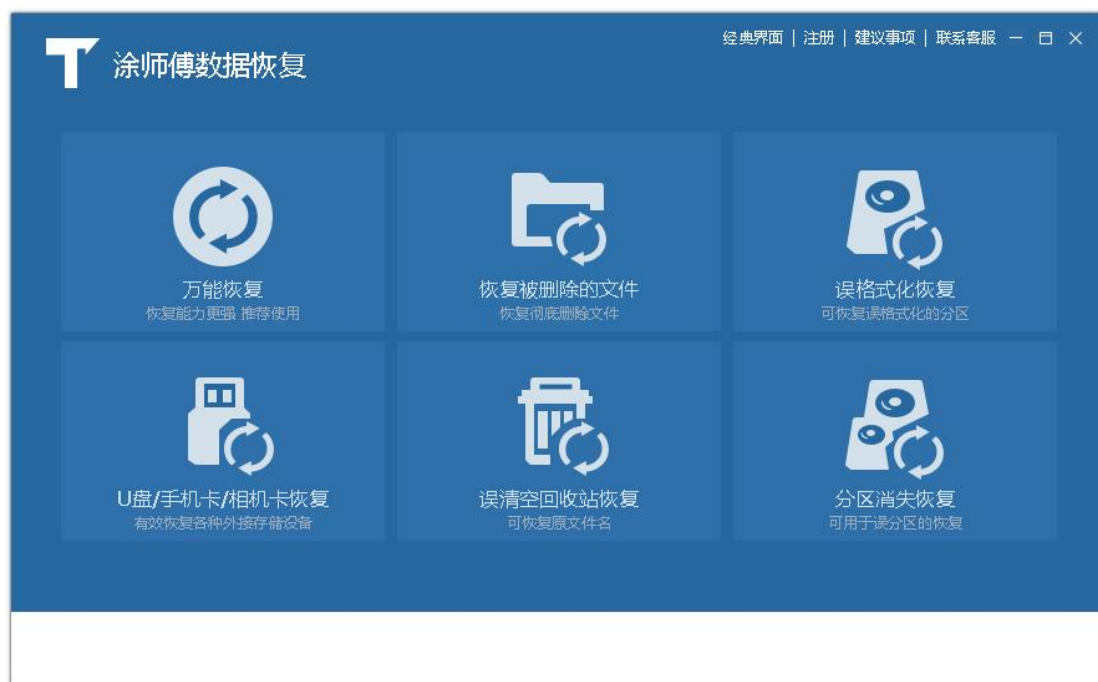 经典界面 | 注册 | 建议事项 | 联系客服
涂师傅数据恢复
万能恢复
恢复能力更强 推荐使用
恢复被删除的文件
恢复彻底删除文件
误格式化恢复
可恢复误格式化的分区
U盘/手机卡/相机卡恢复
有效恢复各种外接存储设备
误清空回收站恢复
可恢复原文件名
分区消失恢复
可用于误分区的恢复